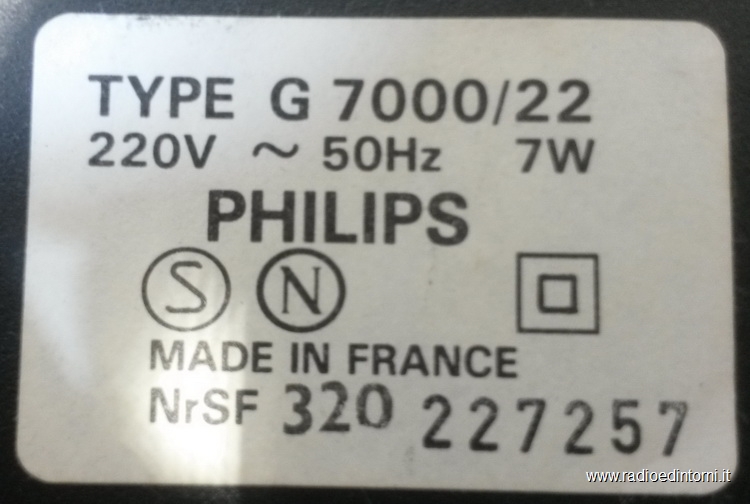 TYPE G 7000/22
220V ~ 50Hz 7W
PHILIPS
S N
MADE IN FRANCE
NrSF 320 227257
www.radioedintorni.it